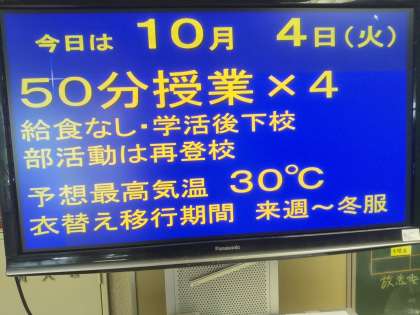 今日は 10月 4日(火)
50分授業×4
給食なし・学活後下校
部活動は再登校
予想最高気温 30℃
衣替え移行期間 来週～冬服
Panasonic